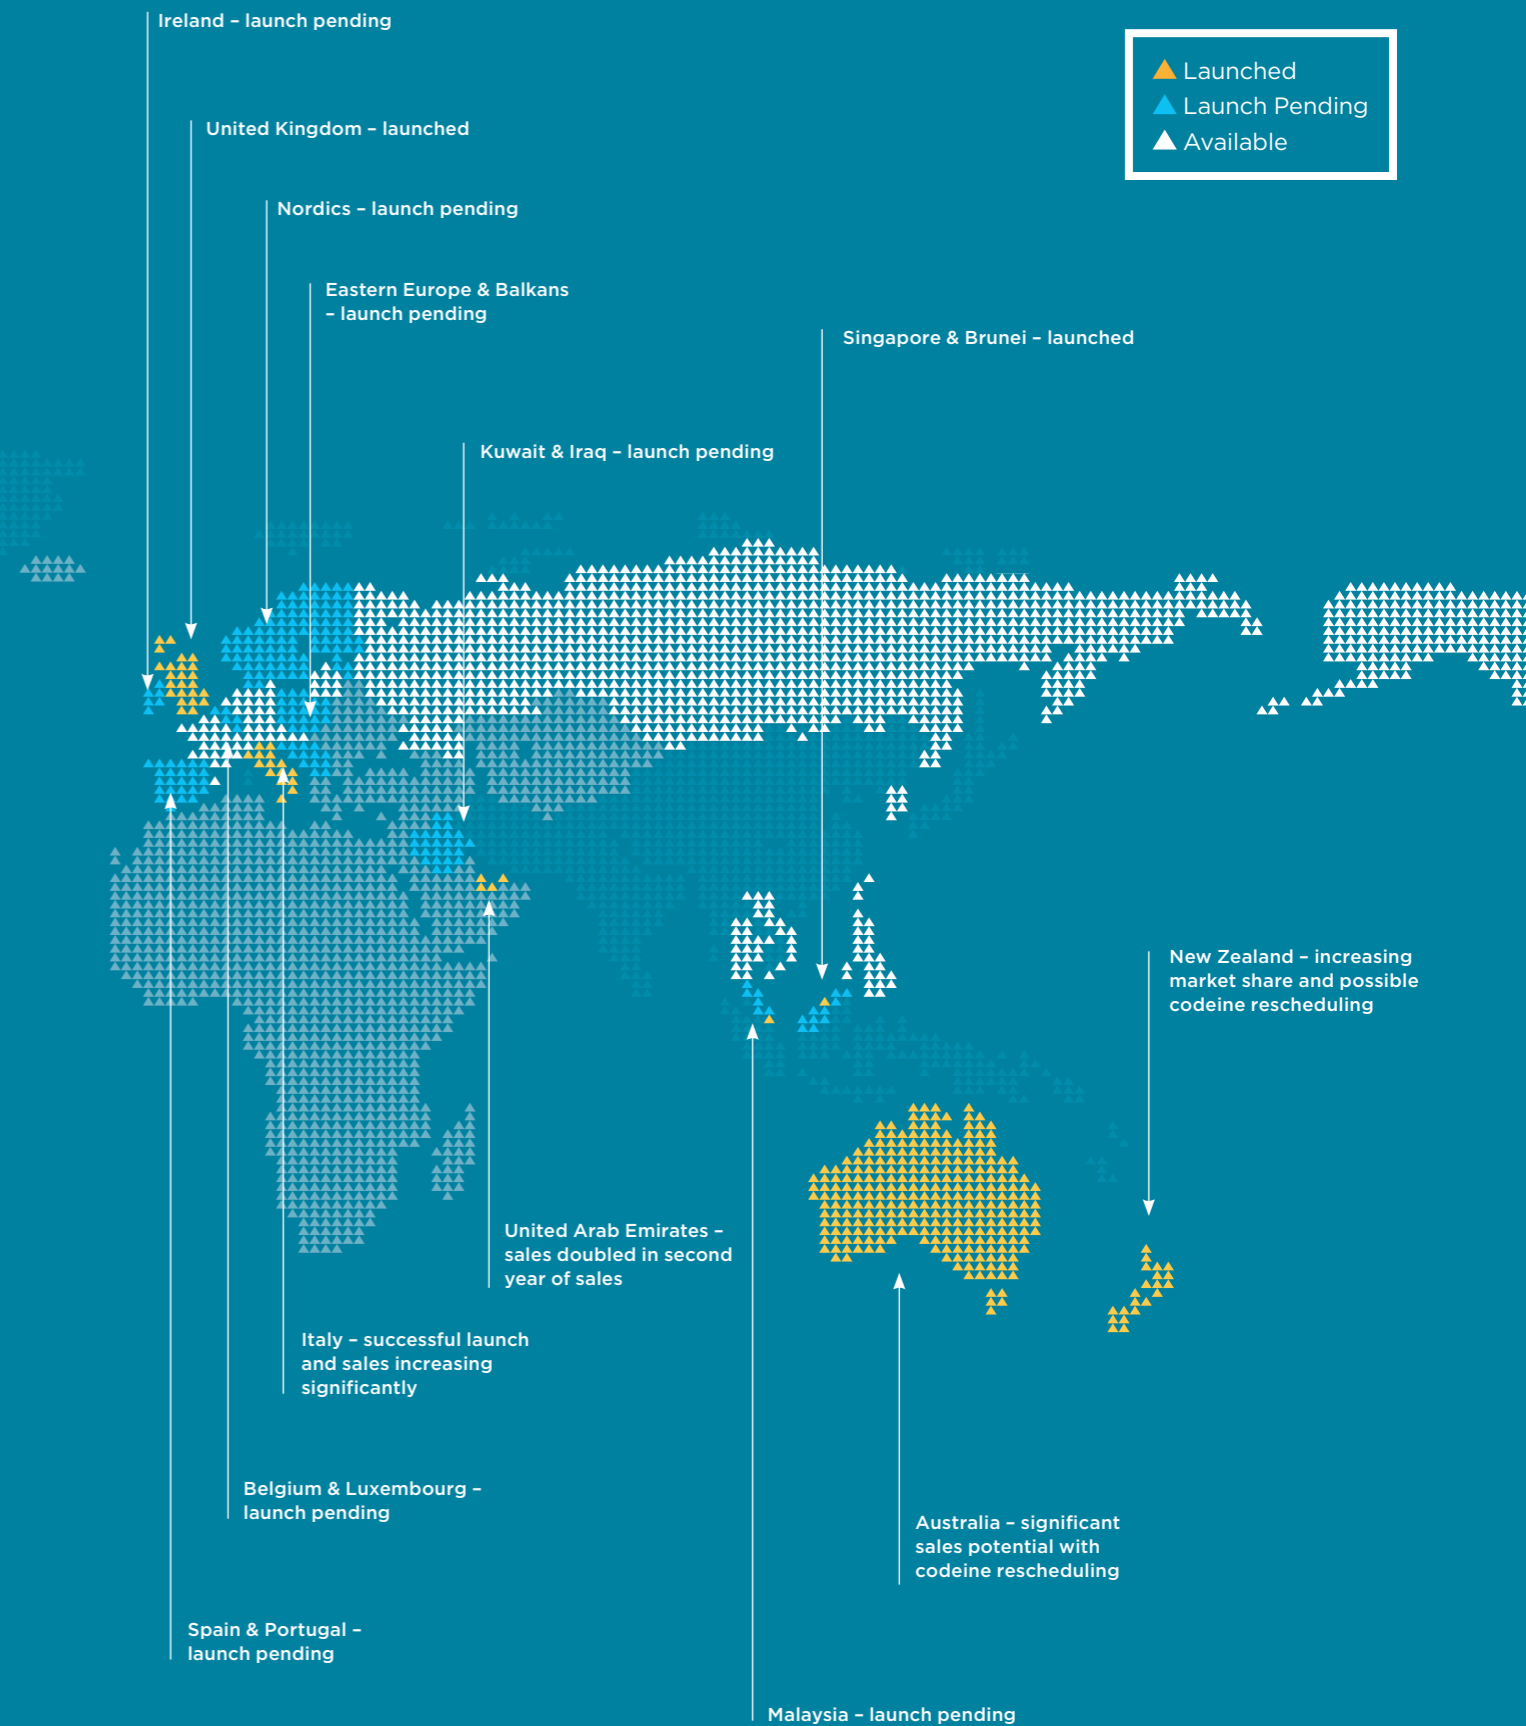 Ireland – launch pending
Launched
Launch Pending
Available
United Kingdom – launched
Nordics – launch pending
Eastern Europe & Balkans
– launch pending
Singapore & Brunei – launched
Kuwait & Iraq – launch pending
New Zealand – increasing
market share and possible
codeine rescheduling
United Arab Emirates –
sales doubled in second
year of sales
Italy – successful launch
and sales increasing
significantly
Belgium & Luxembourg –
launch pending
Australia – significant
sales potential with
codeine rescheduling
Spain & Portugal –
launch pending
Malaysia – launch pending